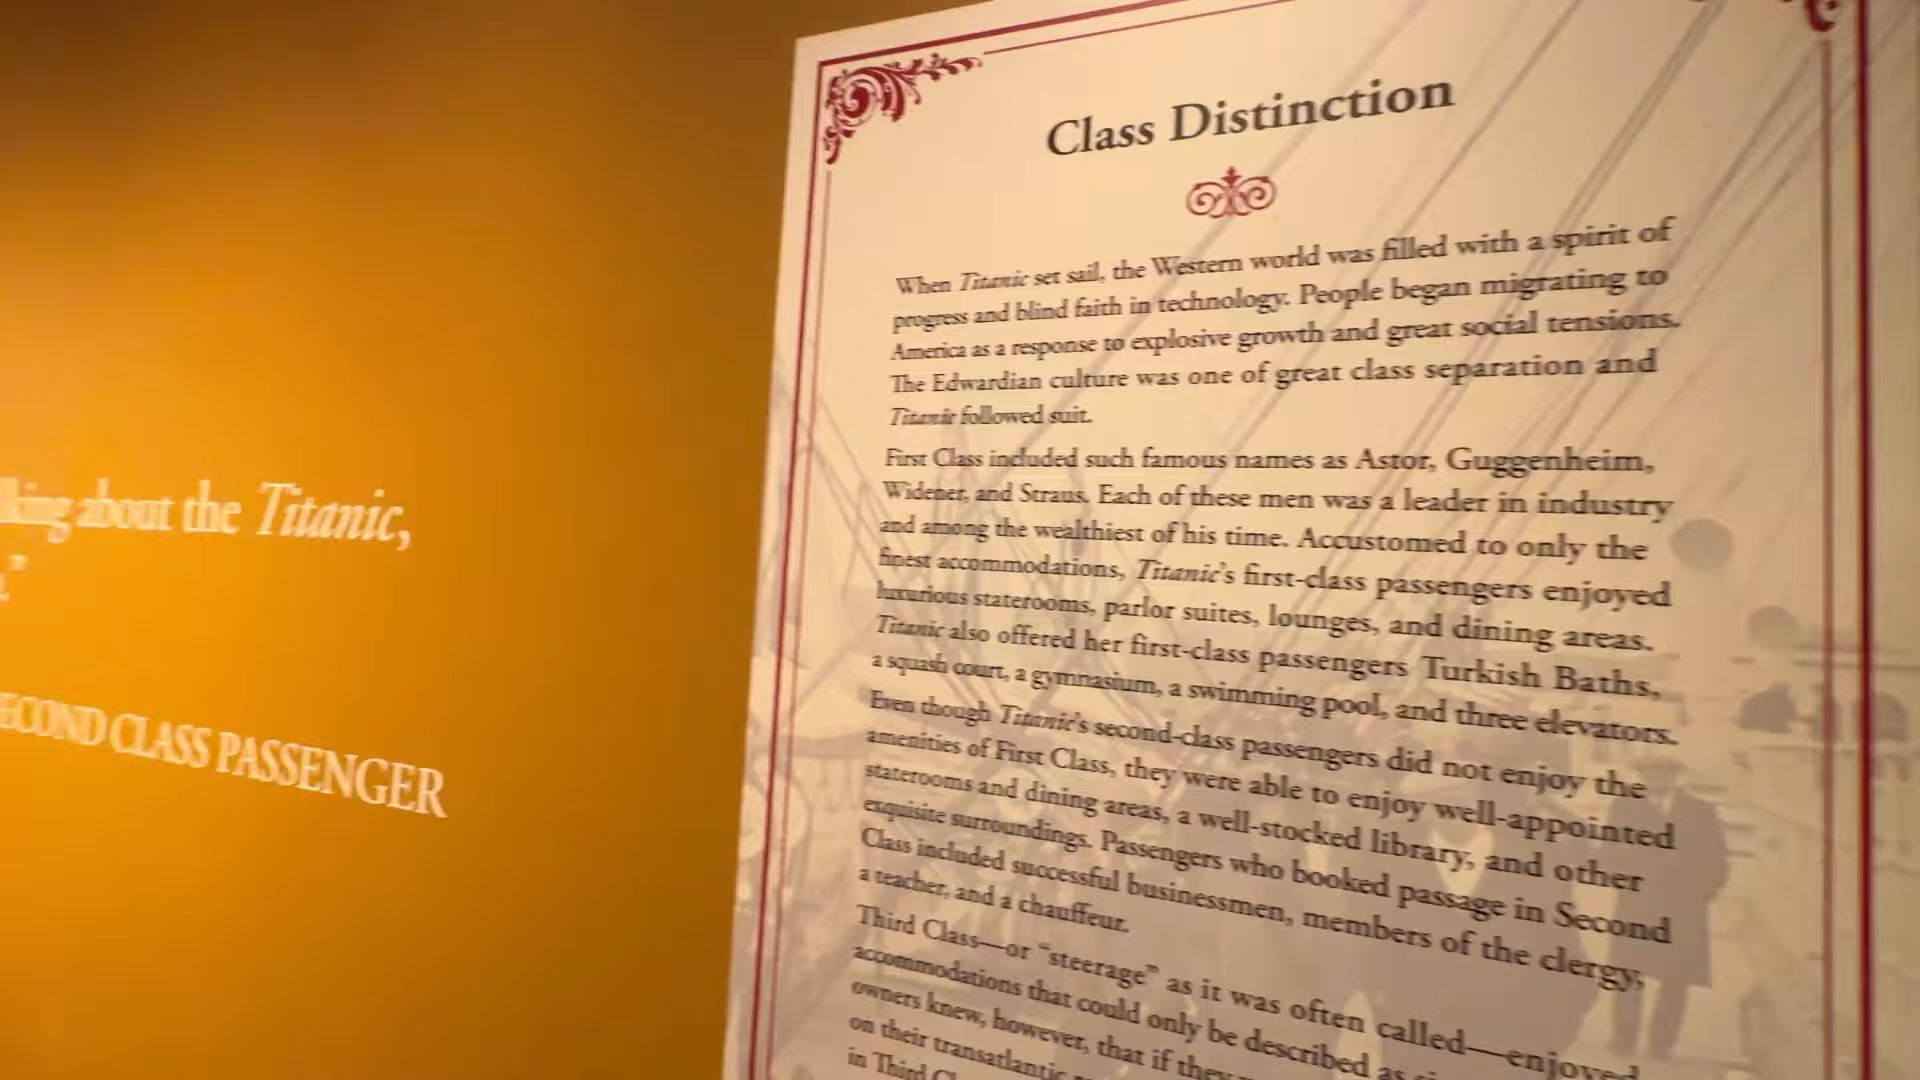 Class Distinction
When Titanic set sail, the Western world was filled with a spirit of
progress and blind faith in technology. People began migrating to
America as a response to explosive growth and great social tensions.
The Edwardian culture was one of great class separation and
Titanic followed suit.
First Class included such famous names as Astor, Guggenheim,
Widener, and Straus. Each of these men was a leader in industry
and among the wealthiest of his time. Accustomed to only the
finest accommodations, Titanic's first-class passengers enjoyed
luxurious staterooms, parlor suites, lounges, and dining areas.
Titanic also offered her first-class passengers Turkish Baths,
a squash court, a gymnasium, a swimming pool, and three elevators.
Even though Titanic's second-class passengers did not enjoy the
amenities of First Class, they were able to enjoy well-appointed
staterooms and dining areas, a well-stocked library, and other
exquisite surroundings. Passengers who booked passage in Second
Class included successful businessmen, members of the clergy,
a teacher, and a chauffeur.
Third Class—or “steerage” as it was often called—enjoyed
accommodations that could only be described as
owners knew, however, that if they
on their transatlantic
in Third
about the Titanic,
CLASS PASSENGER